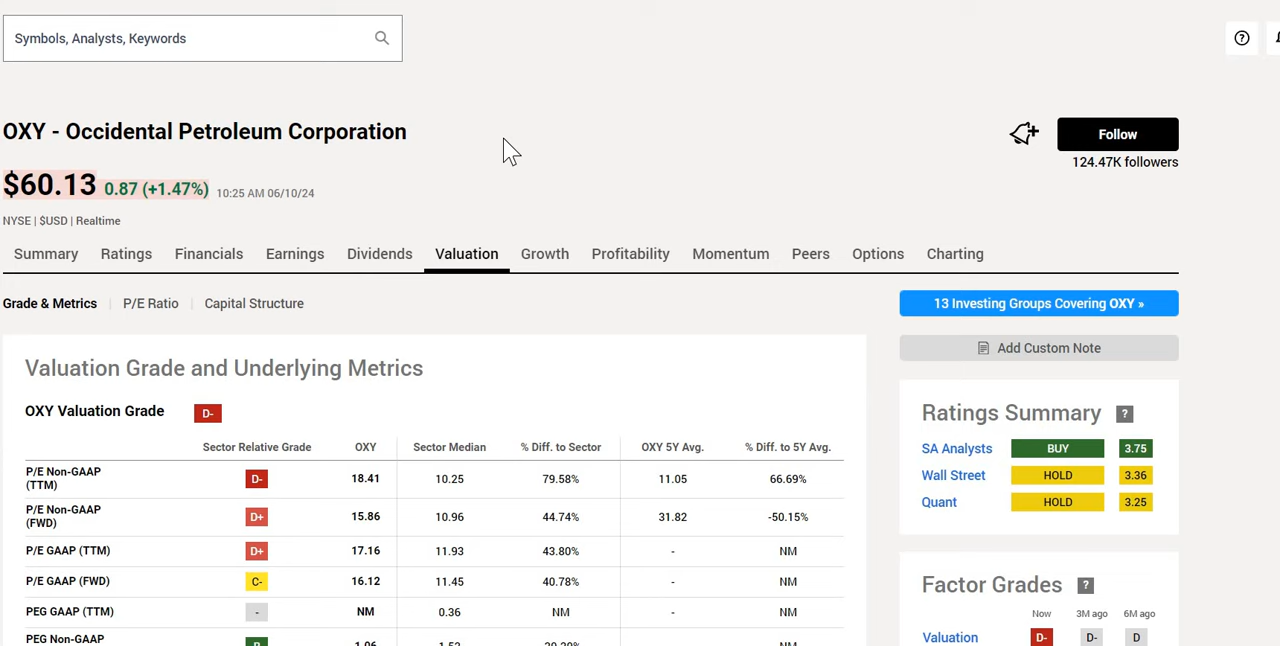 Symbols, Analysts, Keywords
OXY - Occidental Petroleum Corporation
Follow
124.47K followers
$60.13 0.87 (+1.47%) 10:25 AM 06/10/24
NYSE | $USD | Realtime
Summary Ratings Financials Earnings Dividends Valuation Growth Profitability Momentum Peers Options Charting
Grade & Metrics | P/E Ratio | Capital Structure
13 Investing Groups Covering OXY »
Add Custom Note
Valuation Grade and Underlying Metrics
OXY Valuation Grade D-
Sector Relative Grade OXY Sector Median % Diff. to Sector OXY 5Y Avg. % Diff. to 5Y Avg.
P/E Non-GAAP
(TTM) D- 18.41 10.25 79.58% 11.05 66.69%
P/E Non-GAAP
(FWD) D+ 15.86 10.96 44.74% 31.82 -50.15%
P/E GAAP (TTM) D+ 17.16 11.93 43.80% - NM
P/E GAAP (FWD) C- 16.12 11.45 40.78% - NM
PEG GAAP (TTM) - NM 0.36 NM - NM
PEG Non-GAAP
Ratings Summary ?
SA Analysts BUY 3.75
Wall Street HOLD 3.36
Quant HOLD 3.25
Factor Grades ?
Now 3M ago 6M ago
Valuation D- D- D